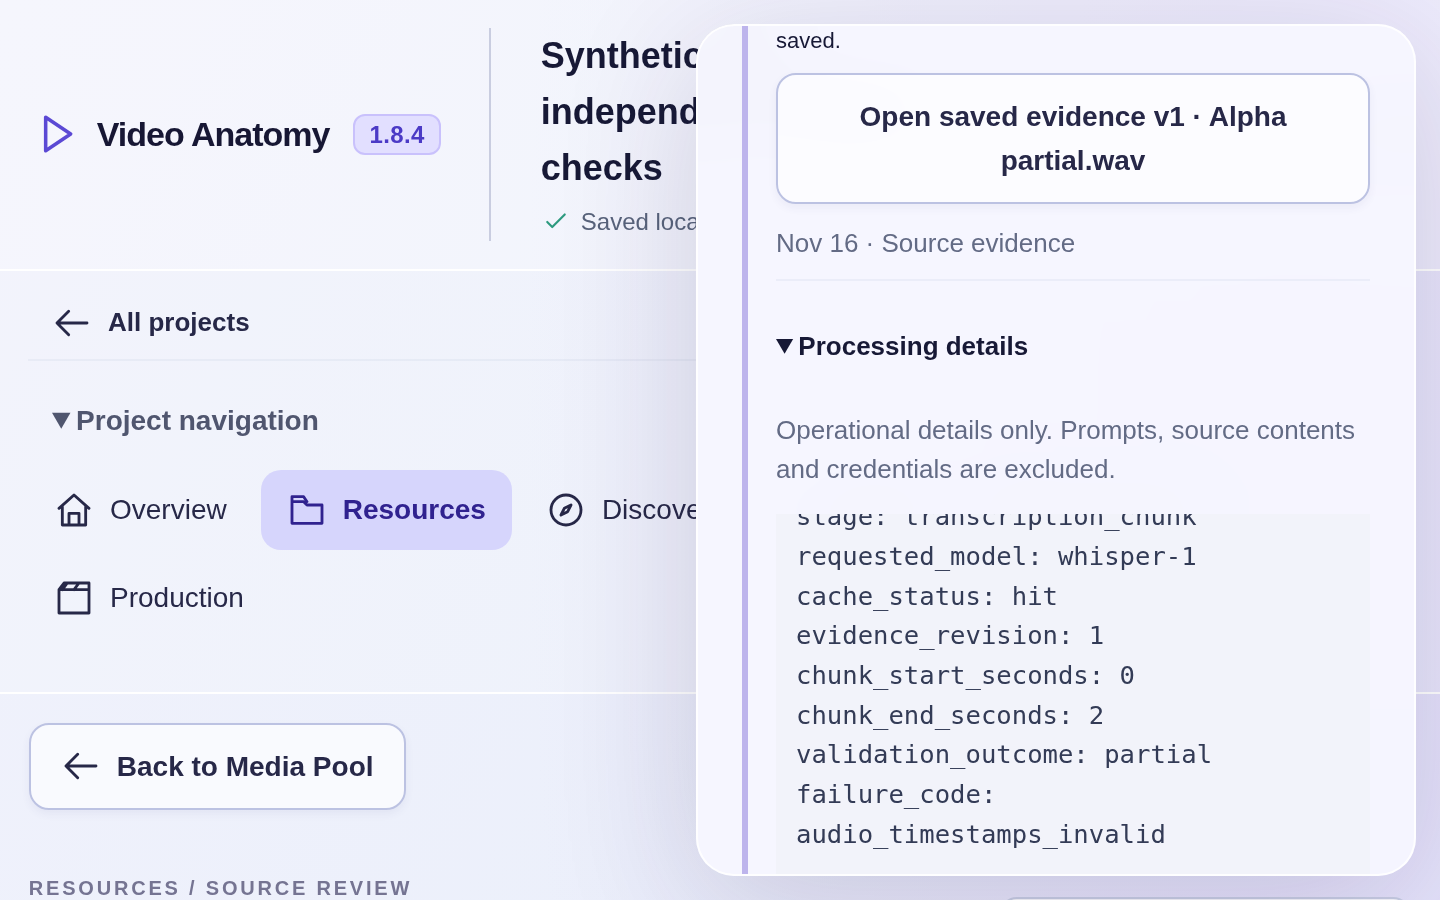 Video Anatomy
1.8.4
independ
checks
Saved
All projects
Project navigation
Overview
Resources
Production
Back to Media Pool
RESOURCES / SOURCE REVIEW
saved.
Open saved evidence v1 · Alpha
partial.wav
Nov 16 · Source evidence
Processing details
Operational details only. Prompts, source contents
and credentials are excluded.
stage: transcription_chunk
requested_model: whisper-1
cache_status: hit
evidence_revision: 1
chunk_start_seconds: 0
chunk_end_seconds: 2
validation_outcome: partial
failure_code:
audio_timestamps_invalid